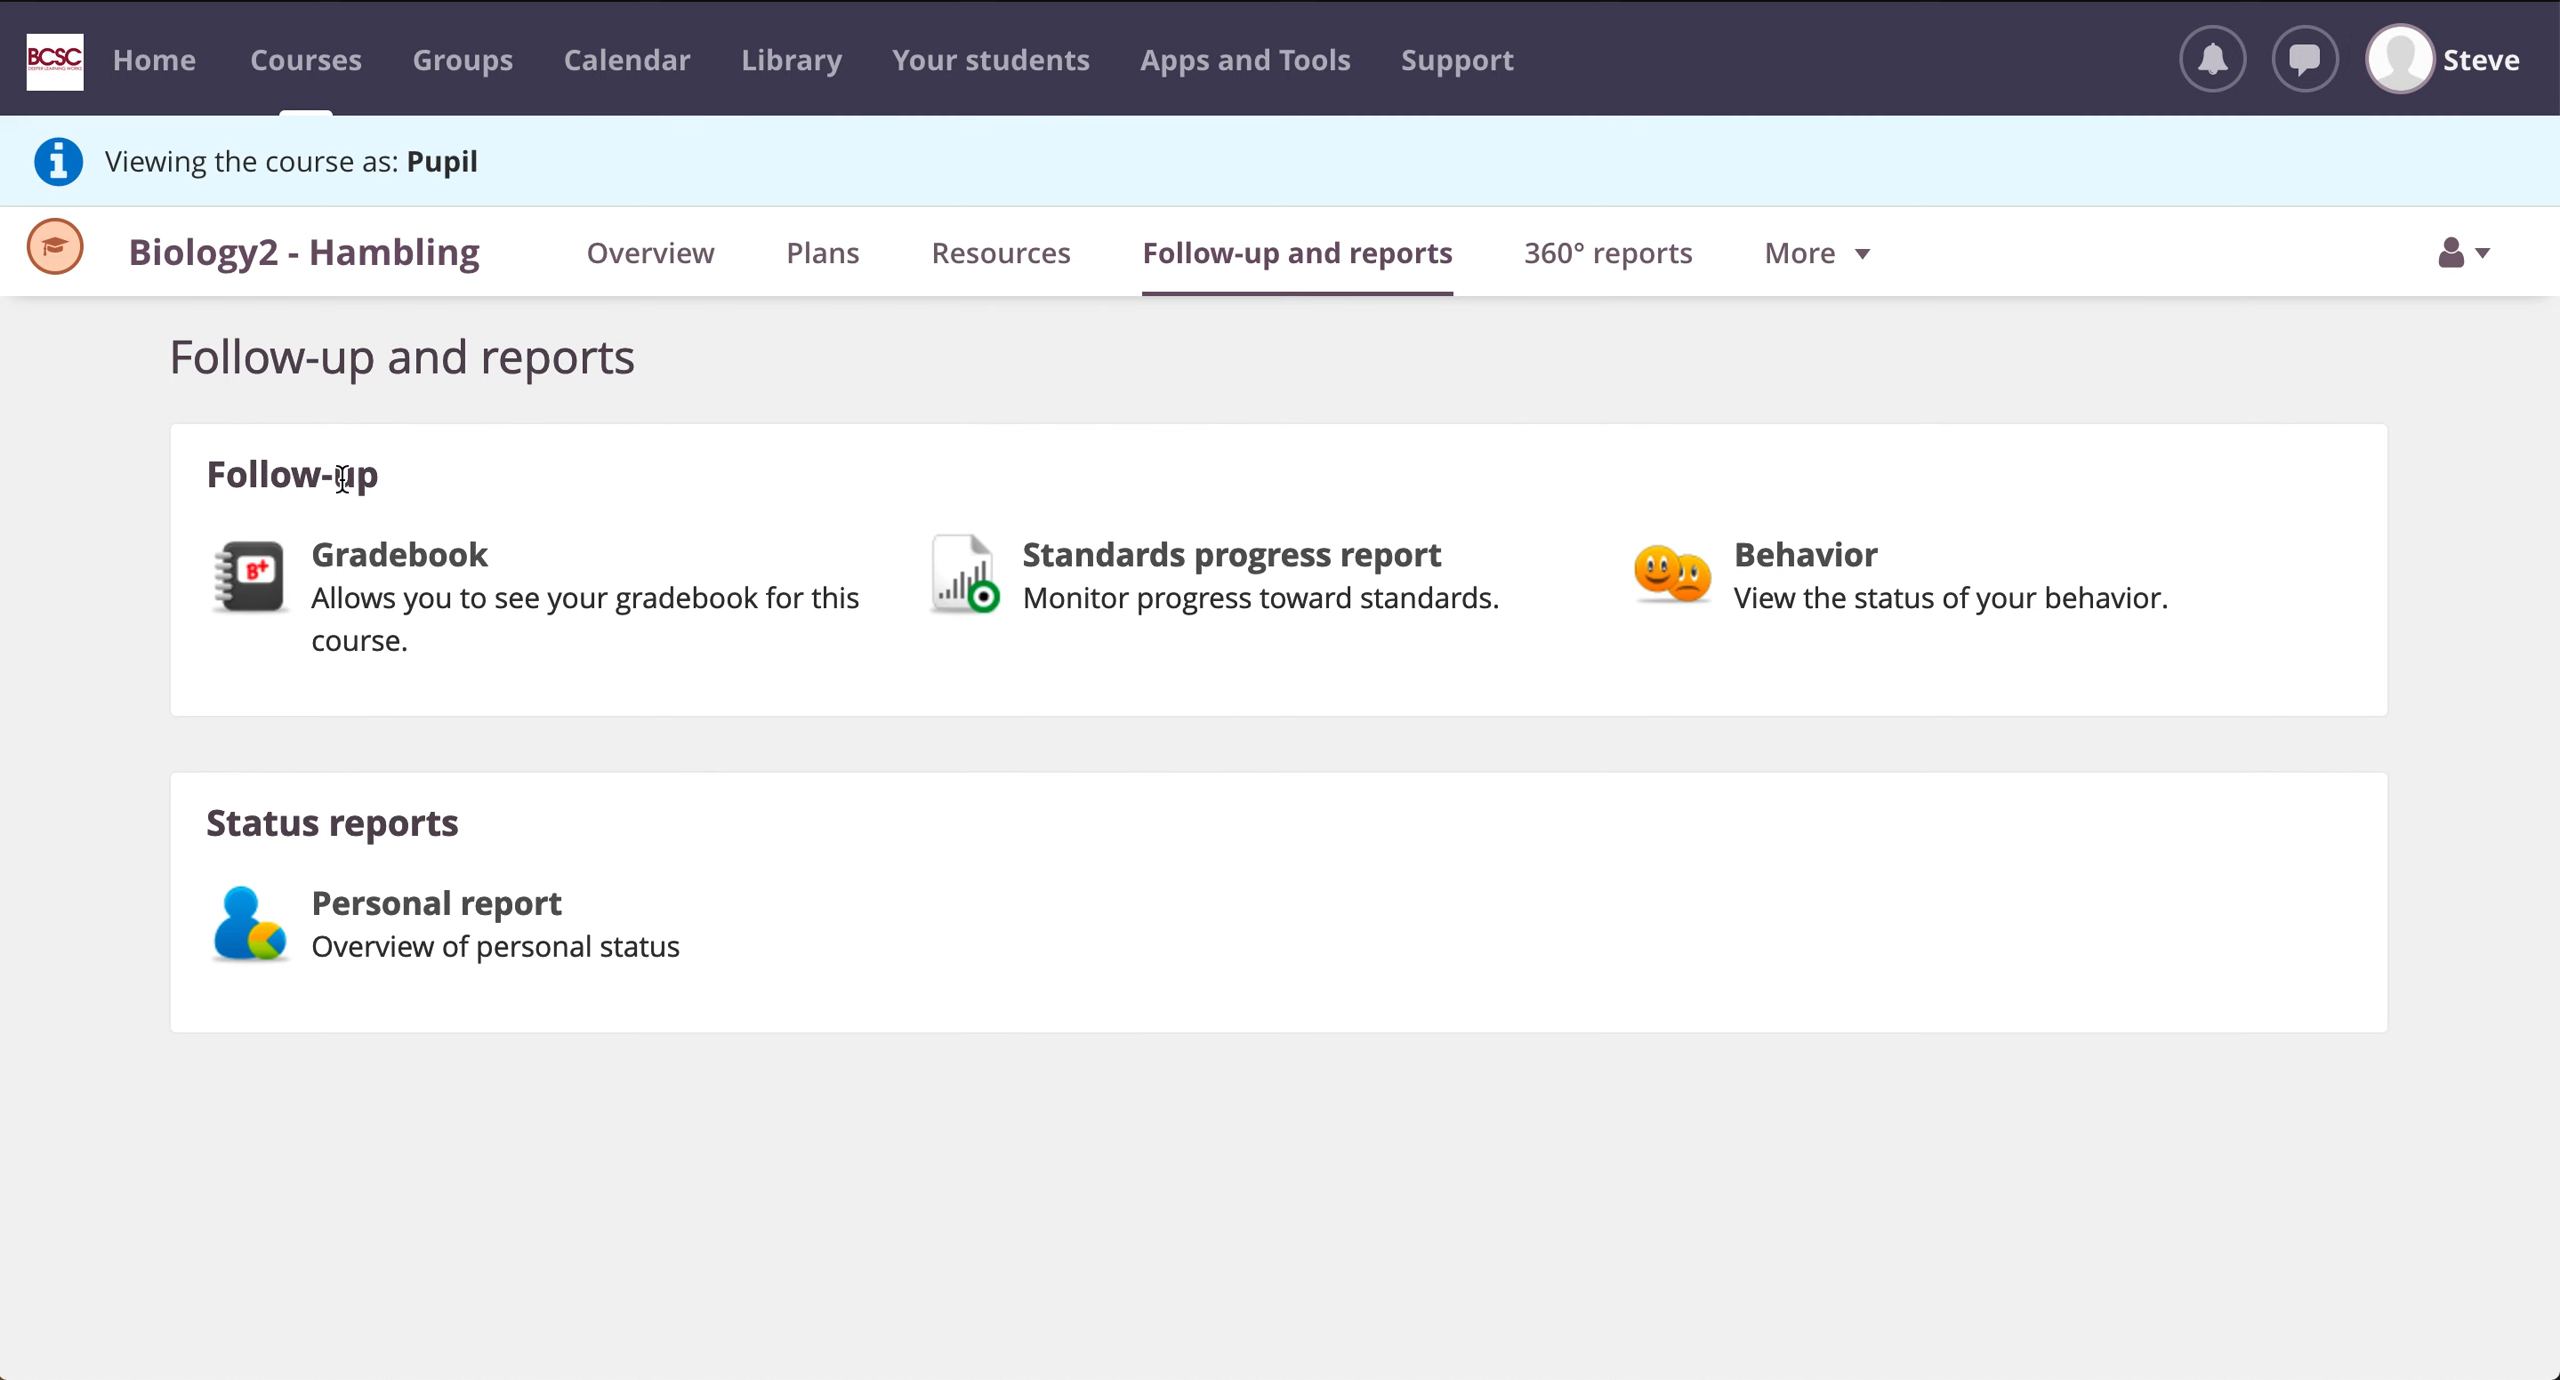 BCSC
Home Courses Groups Calendar Library Your students Apps and Tools Support Steve
Viewing the course as: Pupil
Biology2 - Hambling Overview Plans Resources Follow-up and reports 360° reports More
Follow-up and reports
Follow-up
Gradebook
Allows you to see your gradebook for this
course.
Standards progress report
Monitor progress toward standards.
Behavior
View the status of your behavior.
Status reports
Personal report
Overview of personal status